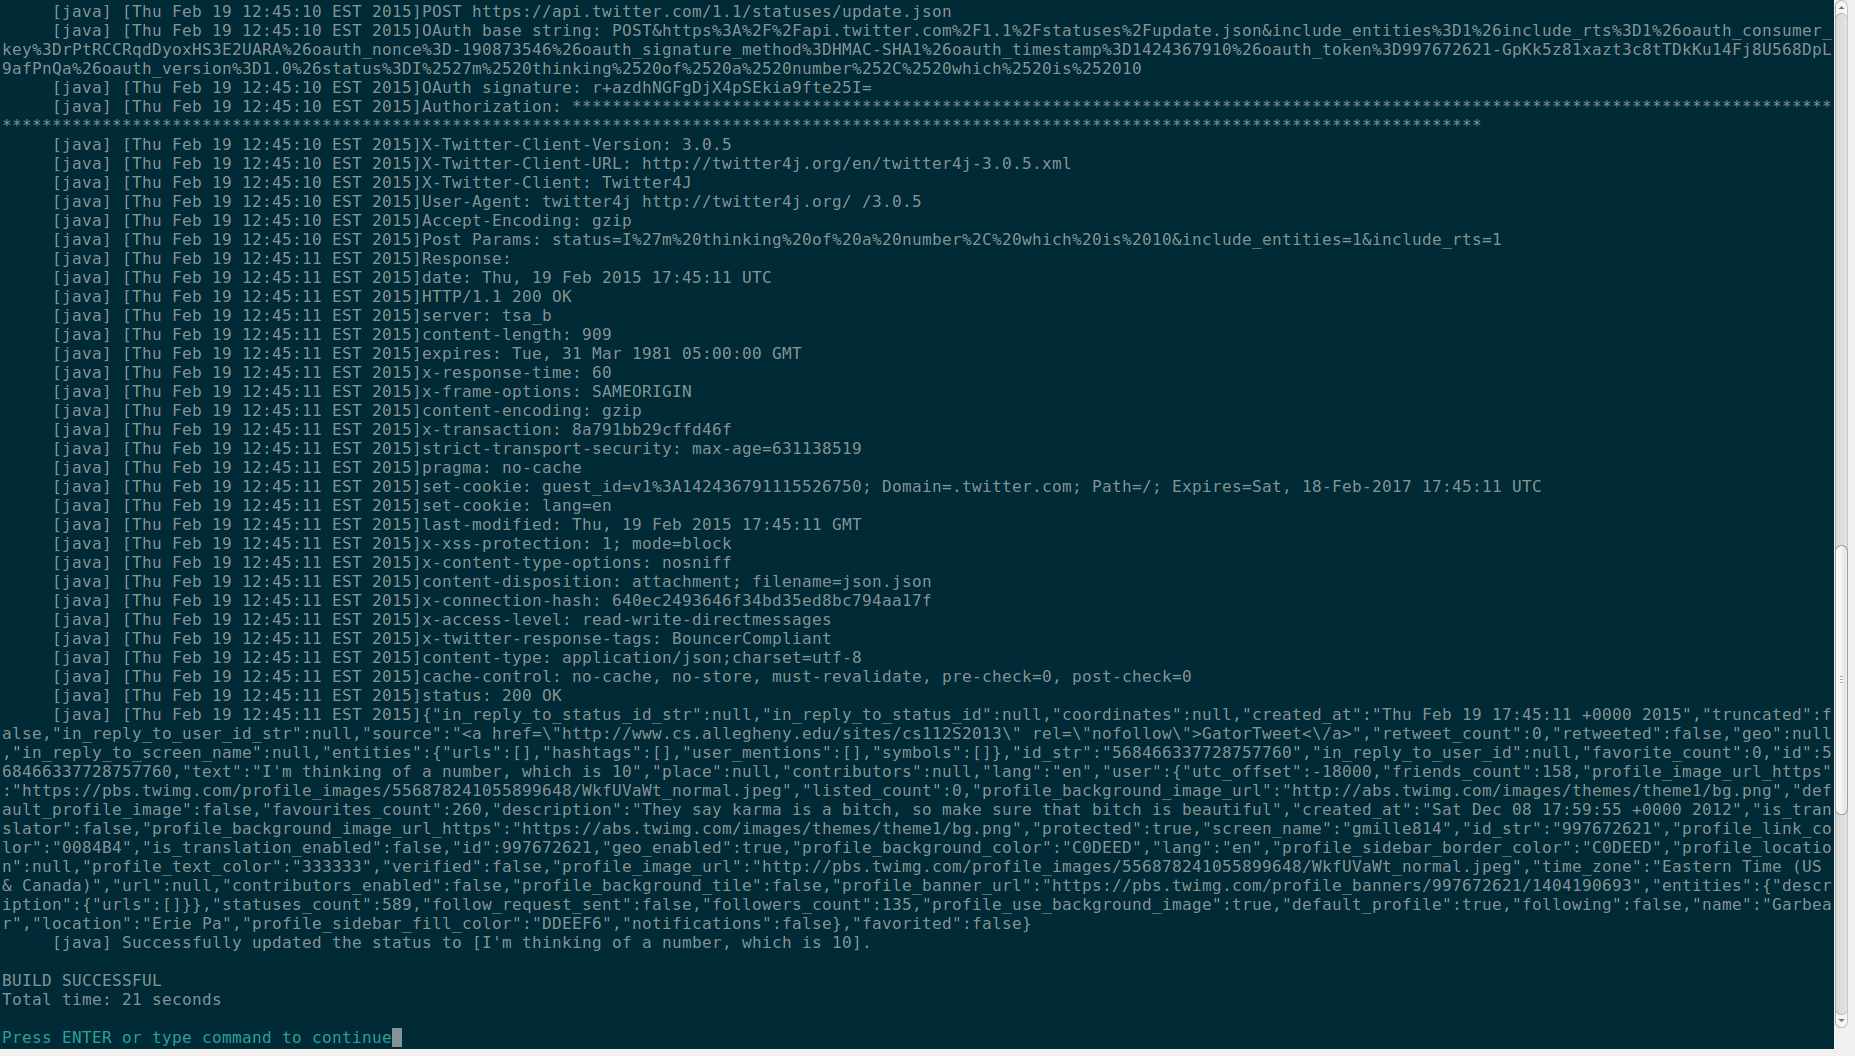 [java] [Thu Feb 19 12:45:10 EST 2015]POST https://api.twitter.com/1.1/statuses/update.json
[java] [Thu Feb 19 12:45:10 EST 2015]OAuth base string: POST&https%3A%2F%2Fapi.twitter.com%2F1.1%2Fstatuses%2Fupdate.json&include_entities%3D1%26include_rts%3D1%26oauth_consumer_
key%3DrPtRCCRqdDyoxHS3E2UARA%26oauth_nonce%3D-190873546%26oauth_signature_method%3DHMAC-SHA1%26oauth_timestamp%3D1424367910%26oauth_token%3D997672621-GpKk5z81xazt3c8tTDkKu14Fj8U568DpL
9afPnQa%26oauth_version%3D1.0%26status%3DI%2527m%2520thinking%2520of%2520a%2520number%252C%2520which%2520is%252010
[java] [Thu Feb 19 12:45:10 EST 2015]OAuth signature: r+azdhNGFgDjX4pSEkia9fte25I=
[java] [Thu Feb 19 12:45:10 EST 2015]Authorization: ******************************************************************************************************************************
****************************************************************************************************************************************************
[java] [Thu Feb 19 12:45:10 EST 2015]X-Twitter-Client-Version: 3.0.5
[java] [Thu Feb 19 12:45:10 EST 2015]X-Twitter-Client-URL: http://twitter4j.org/en/twitter4j-3.0.5.xml
[java] [Thu Feb 19 12:45:10 EST 2015]X-Twitter-Client: Twitter4J
[java] [Thu Feb 19 12:45:10 EST 2015]User-Agent: twitter4j http://twitter4j.org/ /3.0.5
[java] [Thu Feb 19 12:45:10 EST 2015]Accept-Encoding: gzip
[java] [Thu Feb 19 12:45:10 EST 2015]Post Params: status=I%27m%20thinking%20of%20a%20number%2C%20which%20is%2010&include_entities=1&include_rts=1
[java] [Thu Feb 19 12:45:11 EST 2015]Response:
[java] [Thu Feb 19 12:45:11 EST 2015]date: Thu, 19 Feb 2015 17:45:11 UTC
[java] [Thu Feb 19 12:45:11 EST 2015]HTTP/1.1 200 OK
[java] [Thu Feb 19 12:45:11 EST 2015]server: tsa_b
[java] [Thu Feb 19 12:45:11 EST 2015]content-length: 909
[java] [Thu Feb 19 12:45:11 EST 2015]expires: Tue, 31 Mar 1981 05:00:00 GMT
[java] [Thu Feb 19 12:45:11 EST 2015]x-response-time: 60
[java] [Thu Feb 19 12:45:11 EST 2015]x-frame-options: SAMEORIGIN
[java] [Thu Feb 19 12:45:11 EST 2015]content-encoding: gzip
[java] [Thu Feb 19 12:45:11 EST 2015]x-transaction: 8a791bb29cffd46f
[java] [Thu Feb 19 12:45:11 EST 2015]strict-transport-security: max-age=631138519
[java] [Thu Feb 19 12:45:11 EST 2015]pragma: no-cache
[java] [Thu Feb 19 12:45:11 EST 2015]set-cookie: guest_id=v1%3A142436791115526750; Domain=.twitter.com; Path=/; Expires=Sat, 18-Feb-2017 17:45:11 UTC
[java] [Thu Feb 19 12:45:11 EST 2015]set-cookie: lang=en
[java] [Thu Feb 19 12:45:11 EST 2015]last-modified: Thu, 19 Feb 2015 17:45:11 GMT
[java] [Thu Feb 19 12:45:11 EST 2015]x-xss-protection: 1; mode=block
[java] [Thu Feb 19 12:45:11 EST 2015]x-content-type-options: nosniff
[java] [Thu Feb 19 12:45:11 EST 2015]content-disposition: attachment; filename=json.json
[java] [Thu Feb 19 12:45:11 EST 2015]x-connection-hash: 640ec2493646f34bd35ed8bc794aa17f
[java] [Thu Feb 19 12:45:11 EST 2015]x-access-level: read-write-directmessages
[java] [Thu Feb 19 12:45:11 EST 2015]x-twitter-response-tags: BouncerCompliant
[java] [Thu Feb 19 12:45:11 EST 2015]content-type: application/json;charset=utf-8
[java] [Thu Feb 19 12:45:11 EST 2015]cache-control: no-cache, no-store, must-revalidate, pre-check=0, post-check=0
[java] [Thu Feb 19 12:45:11 EST 2015]status: 200 OK
[java] [Thu Feb 19 12:45:11 EST 2015]{"in_reply_to_status_id_str":null,"in_reply_to_status_id":null,"coordinates":null,"created_at":"Thu Feb 19 17:45:11 +0000 2015","truncated":f
alse,"in_reply_to_user_id_str":null,"source":"<a href=\"http://www.cs.allegheny.edu/sites/cs112S2013\" rel=\"nofollow\">GatorTweet<\/a>","retweet_count":0,"retweeted":false,"geo":null
,"in_reply_to_screen_name":null,"entities":{"urls":[],"hashtags":[],"user_mentions":[],"symbols":[]},"id_str":"568466337728757760","in_reply_to_user_id":null,"favorite_count":0,"id":5
68466337728757760,"text":"I'm thinking of a number, which is 10","place":null,"contributors":null,"lang":"en","user":{"utc_offset":-18000,"friends_count":158,"profile_image_url_https"
:"https://pbs.twimg.com/profile_images/556878241055899648/WkfUVaWt_normal.jpeg","listed_count":0,"profile_background_image_url":"http://abs.twimg.com/images/themes/theme1/bg.png","def
ault_profile_image":false,"favourites_count":260,"description":"They say karma is a bitch, so make sure that bitch is beautiful","created_at":"Sat Dec 08 17:59:55 +0000 2012","is_tran
slator":false,"profile_background_image_url_https":"https://abs.twimg.com/images/themes/theme1/bg.png","protected":true,"screen_name":"gmille814","id_str":"997672621","profile_link_co
lor":"0084B4","is_translation_enabled":false,"id":997672621,"geo_enabled":true,"profile_background_color":"C0DEED","lang":"en","profile_sidebar_border_color":"C0DEED","profile_locatio
n":null,"profile_text_color":"333333","verified":false,"profile_image_url":"http://pbs.twimg.com/profile_images/556878241055899648/WkfUVaWt_normal.jpeg","time_zone":"Eastern Time (US
& Canada)","url":null,"contributors_enabled":false,"profile_background_tile":false,"profile_banner_url":"https://pbs.twimg.com/profile_banners/997672621/1404190693","entities":{"descr
iption":{"urls":[]}},"statuses_count":589,"follow_request_sent":false,"followers_count":135,"profile_use_background_image":true,"default_profile":true,"following":false,"name":"Garbea
r","location":"Erie Pa","profile_sidebar_fill_color":"DDEEF6","notifications":false},"favorited":false}
[java] Successfully updated the status to [I'm thinking of a number, which is 10].
BUILD SUCCESSFUL
Total time: 21 seconds
Press ENTER or type command to continue